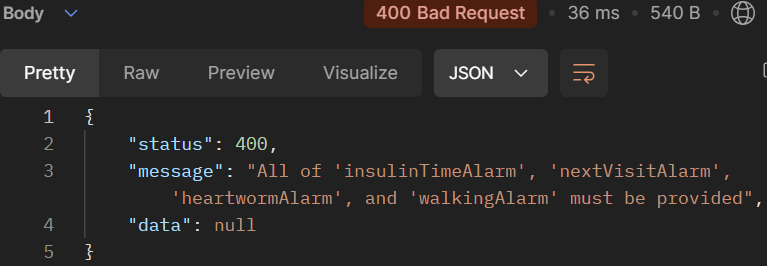 Body 400 Bad Request • 36 ms • 540 B •
Pretty Raw Preview Visualize JSON
1 {
2 "status": 400,
3 "message": "All of 'insulinTimeAlarm', 'nextVisitAlarm',
'heartwormAlarm', and 'walkingAlarm' must be provided",
4 "data": null
5 }